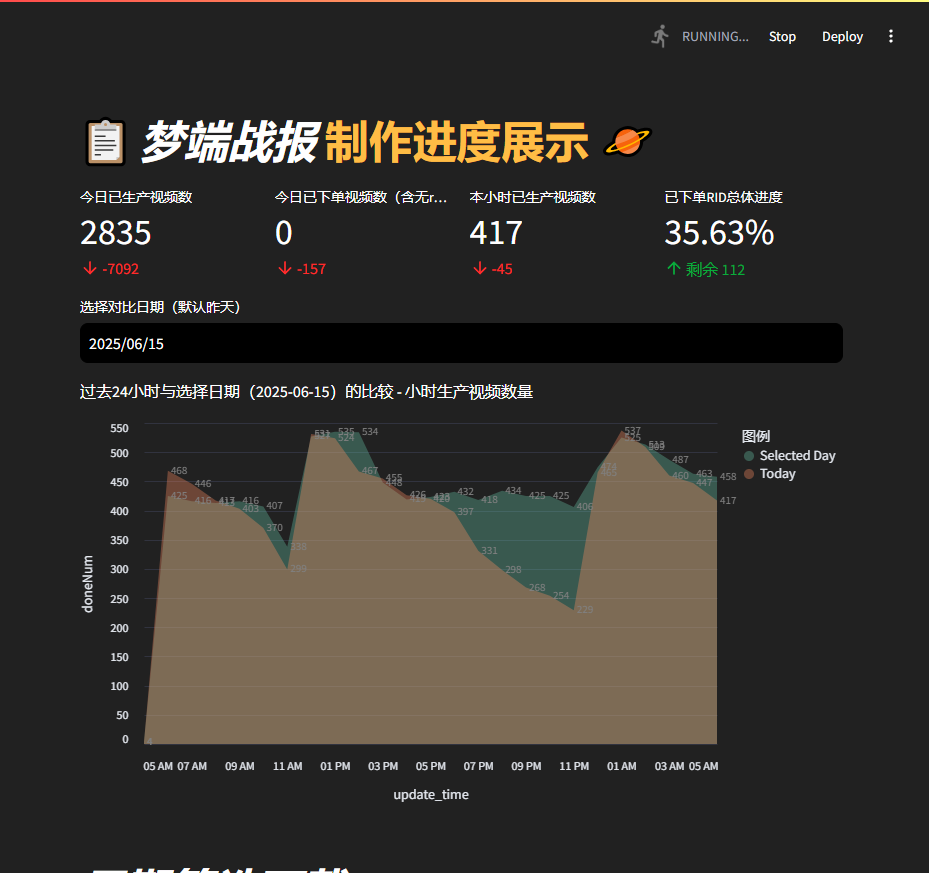 RUNNING... Stop Deploy
梦端战报 制作进度展示
今日已生产视频数 今日已下单视频数（含无r... 本小时已生产视频数 已下单RID总体进度
2835 0 417 35.63%
-7092 -157 -45 剩余 112
选择对比日期（默认昨天）
2025/06/15
过去24小时与选择日期（2025-06-15）的比较 - 小时生产视频数量
图例
Selected Day
Today
550
500
450
400
350
300
250
200
150
100
50
0
doneNum
537
525
535 534
524
513
487
468 467 463 458
446 447
460
455
448
425 416 416 407
403
370
432 418 434 425 425 406
397
331
298
268
254
229
417
4
05 AM 07 AM 09 AM 11 AM 01 PM 03 PM 05 PM 07 PM 09 PM 11 PM 01 AM 03 AM 05 AM
update_time